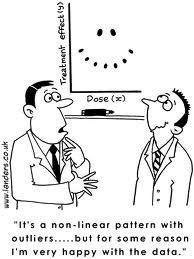 Treatment effect(y)
Dose (x)
www.landers.co.uk
"It's a non-linear pattern with
outliers.....but for some reason
I'm very happy with the data."